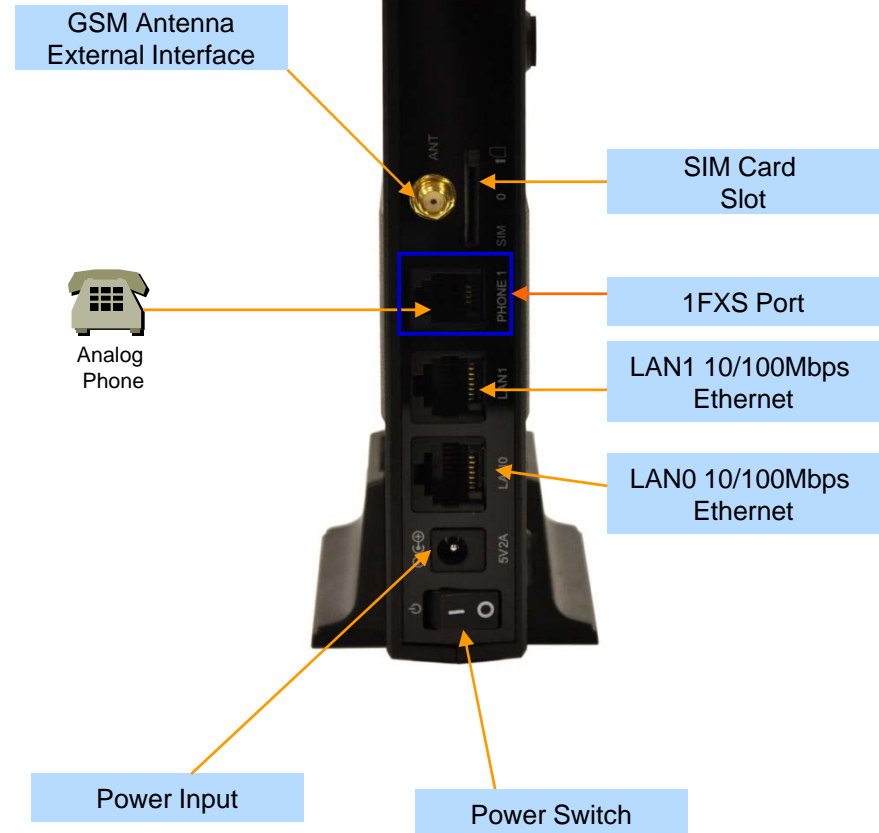 GSM Antenna
External Interface
ANT
SIM Card
Slot
0
SIM
PHONE 1
1FXS Port
Analog
Phone
LAN1 10/100Mbps
Ethernet
LAN1
LAN0 10/100Mbps
Ethernet
LAN0
5V2A
Power Input
Power Switch